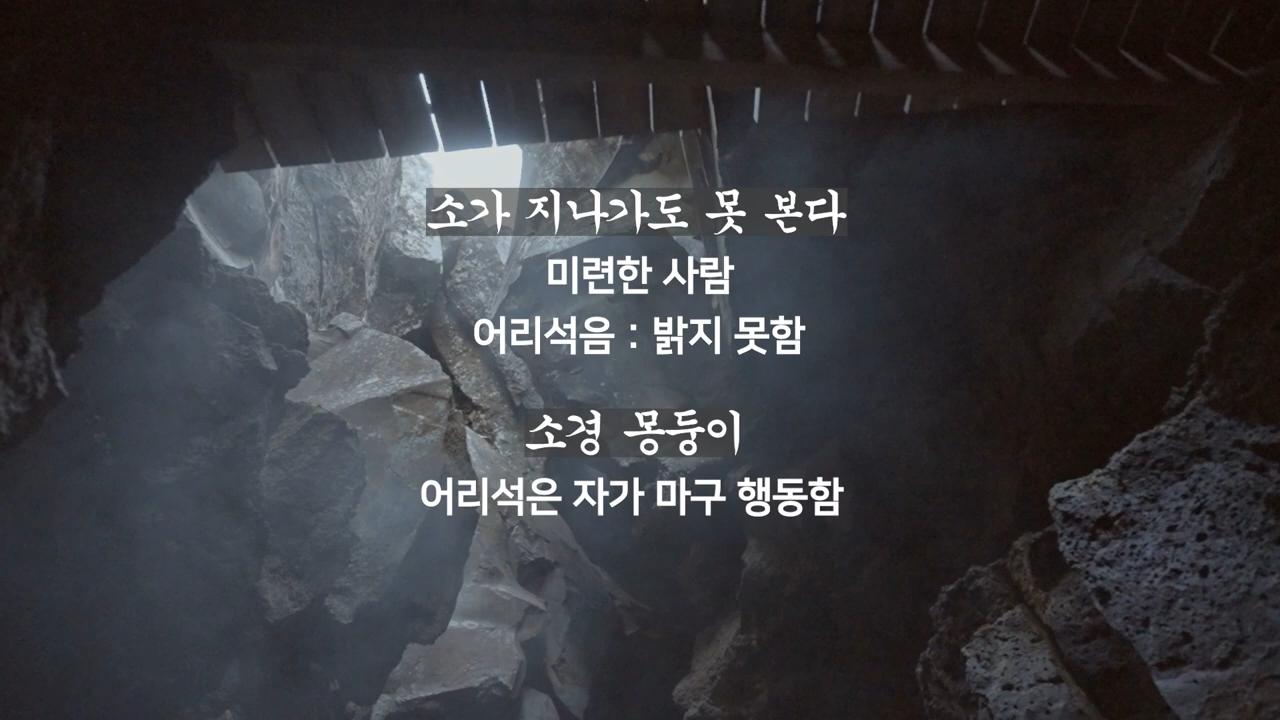 소가 지나가도 못 본다
미련한 사람
어리석음 : 밝지 못함
소경 몽둥이
어리석은 자가 마구 행동함